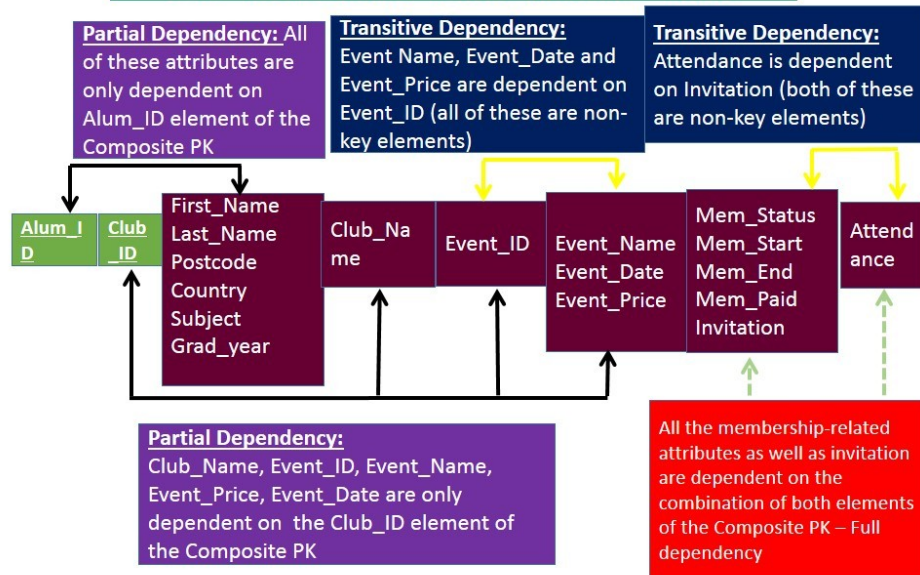 Partial Dependency: All
of these attributes are
only dependent on
Alum_ID element of the
Composite PK
Transitive Dependency:
Event Name, Event_Date and
Event_Price are dependent on
Event_ID (all of these are non-
key elements)
Transitive Dependency:
Attendance is dependent
on Invitation (both of these
are non-key elements)
Alum_I
D
Club
_ID
First_Name
Last_Name
Postcode
Country
Subject
Grad_year
Club_Na
me
Event_ID
Event_Name
Event_Date
Event_Price
Mem_Status
Mem_Start
Mem_End
Mem_Paid
Invitation
Attend
ance
Partial Dependency:
Club_Name, Event_ID, Event_Name,
Event_Price, Event_Date are only
dependent on the Club_ID element of
the Composite PK
All the membership-related
attributes as well as invitation
are dependent on the
combination of both elements
of the Composite PK – Full
dependency